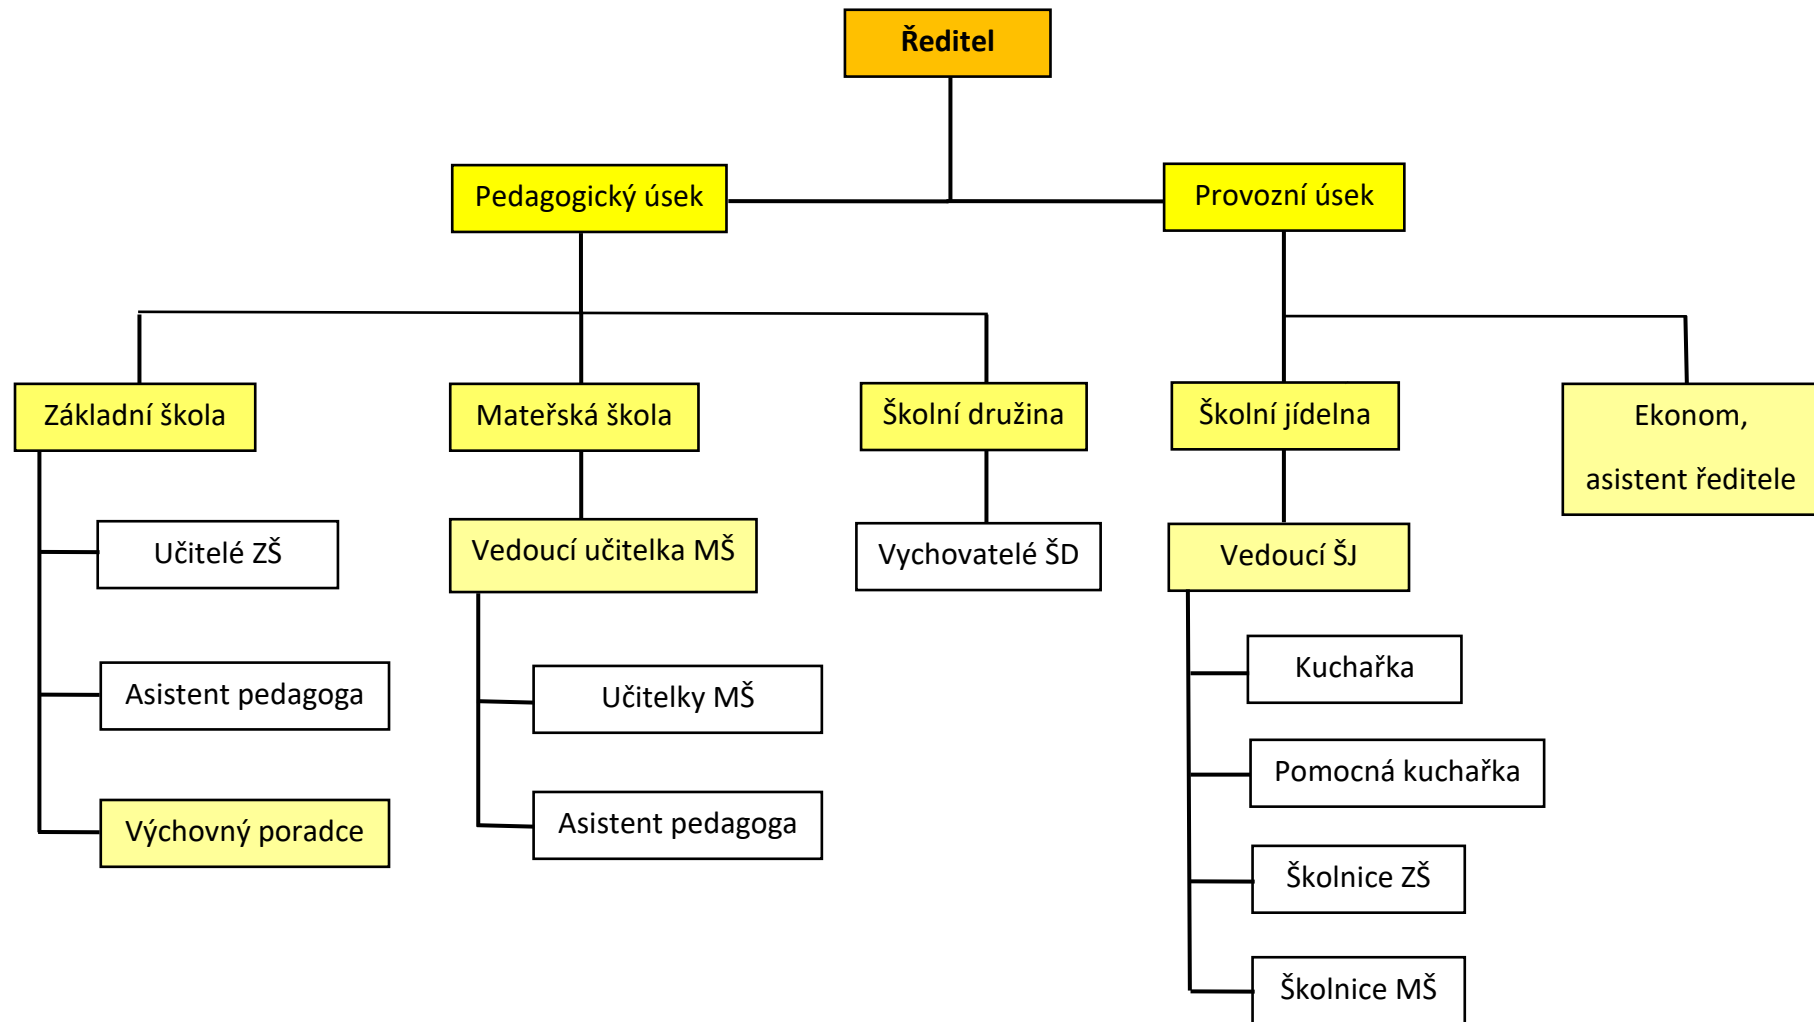 Ředitel
Pedagogický úsek
Provozní úsek
Základní škola
Mateřská škola
Školní družina
Školní jídelna
Ekonom,
asistent ředitele
Učitelé ZŠ
Vedoucí učitelka MŠ
Vychovatelé ŠD
Vedoucí ŠJ
Asistent pedagoga
Učitelky MŠ
Kuchařka
Pomocná kuchařka
Výchovný poradce
Asistent pedagoga
Školnice ZŠ
Školnice MŠ